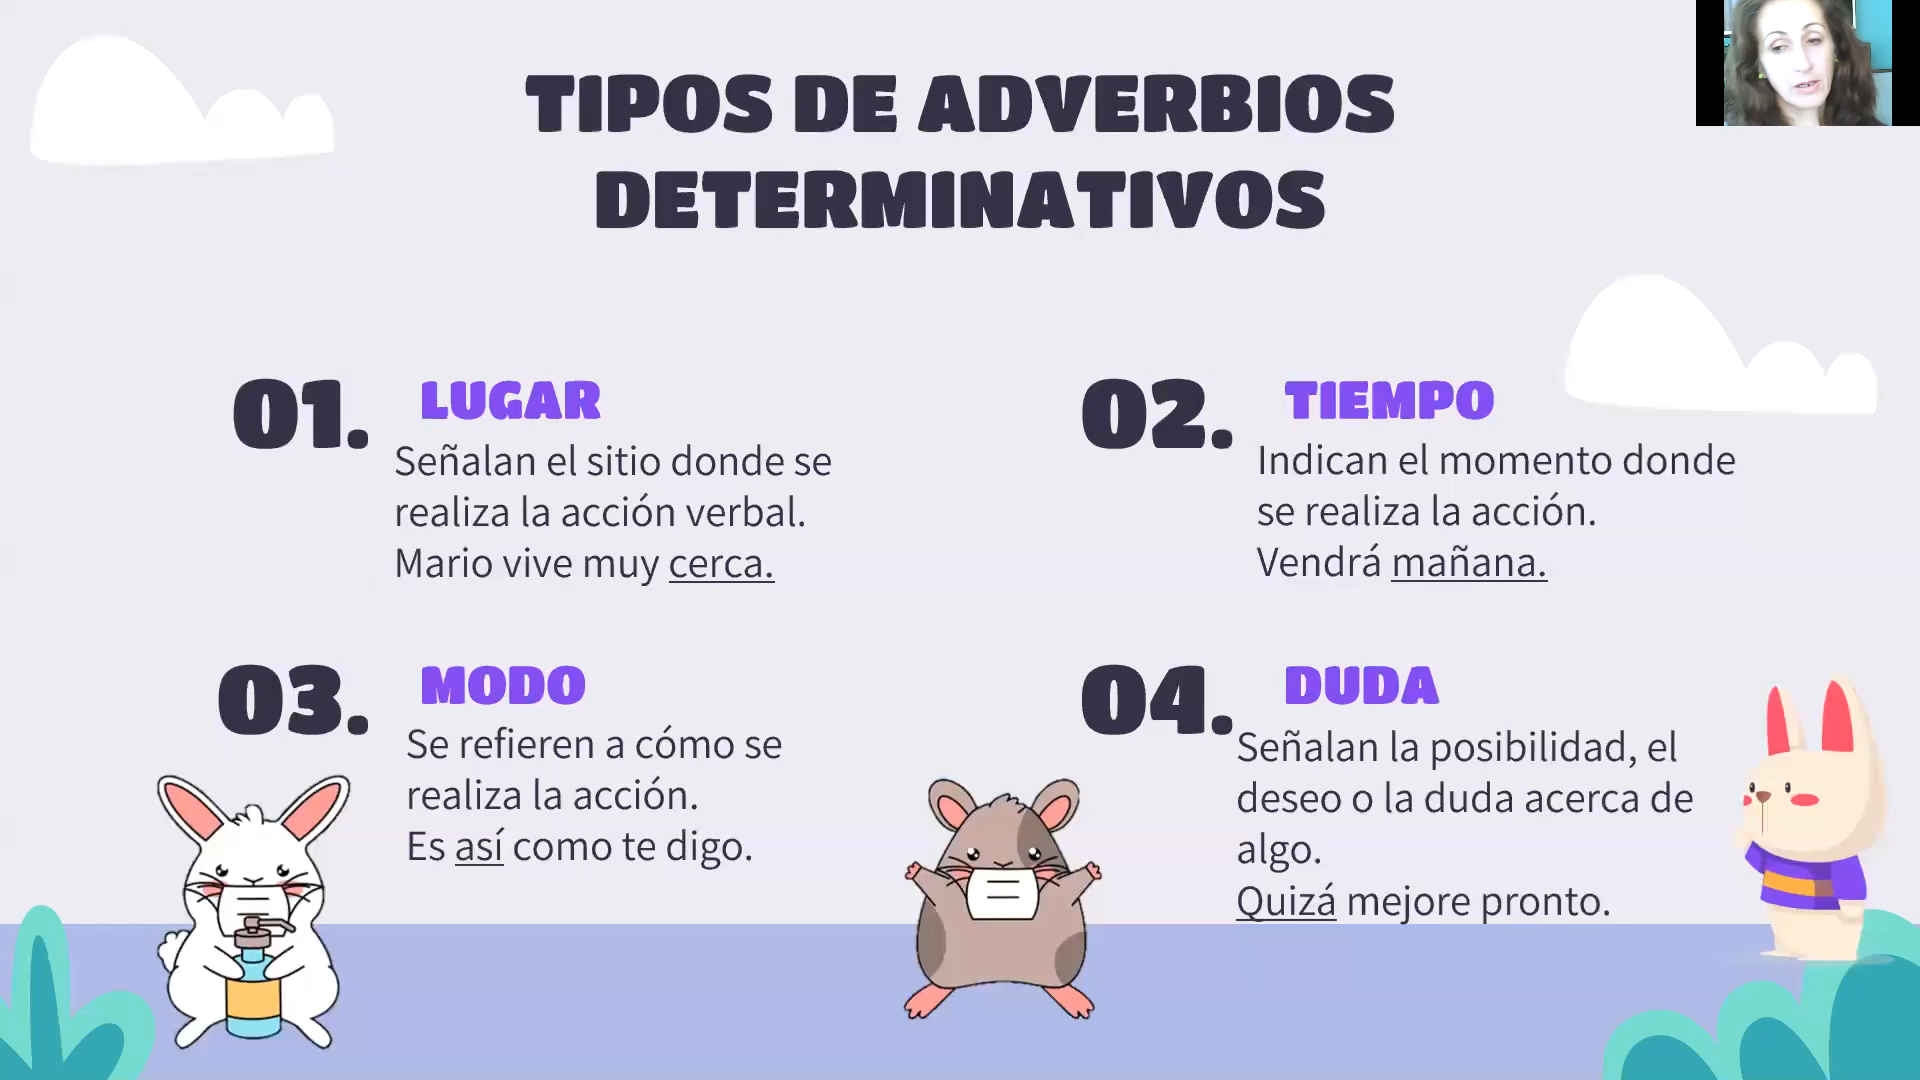 TIPOS DE ADVERBIOS
DETERMINATIVOS
01.
LUGAR
Señalan el sitio donde se
realiza la acción verbal.
Mario vive muy cerca.
02.
TIEMPO
Indican el momento donde
se realiza la acción.
Vendrá mañana.
03.
MODO
Se refieren a cómo se
realiza la acción.
Es así como te digo.
04.
DUDA
Señalan la posibilidad, el
deseo o la duda acerca de
algo.
Quizá mejore pronto.